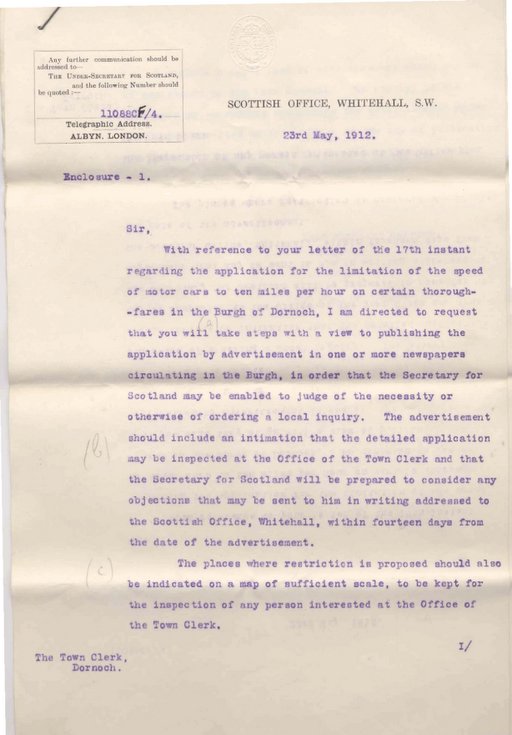 Any further communication should be
addressed to—
The Under-Secretary for Scotland,
and the following Number should
be quoted :—
11088CF/4.
Telegraphic Address.
ALBYN. LONDON.
SCOTTISH OFFICE, WHITEHALL, S.W.
23rd May, 1912.
Enclosure - 1.
Sir,
With reference to your letter of the 17th instant
regarding the application for the limitation of the speed
of motor cars to ten miles per hour on certain thorough-
-fares in the Burgh of Dornoch, I am directed to request
(a)
that you will take steps with a view to publishing the
application by advertisement in one or more newspapers
circulating in the Burgh, in order that the Secretary for
Scotland may be enabled to judge of the necessity or
otherwise of ordering a local inquiry. The advertisement
should include an intimation that the detailed application
(b)
may be inspected at the Office of the Town Clerk and that
the Secretary for Scotland will be prepared to consider any
objections that may be sent to him in writing addressed to
the Scottish Office, Whitehall, within fourteen days from
the date of the advertisement.
The places where restriction is proposed should also
(c)
be indicated on a map of sufficient scale, to be kept for
the inspection of any person interested at the Office of
the Town Clerk.
I/
The Town Clerk,
Dornoch.